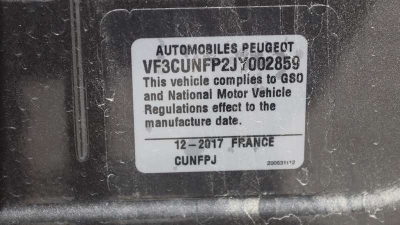 AUTOMOBILES PEUGEOT
VF3CUNFP2JY002859
This vehicle complies to GSO
and National Motor Vehicle
Regulations effect to the
manufacture date.
12-2017 FRANCE
CUNFPJ